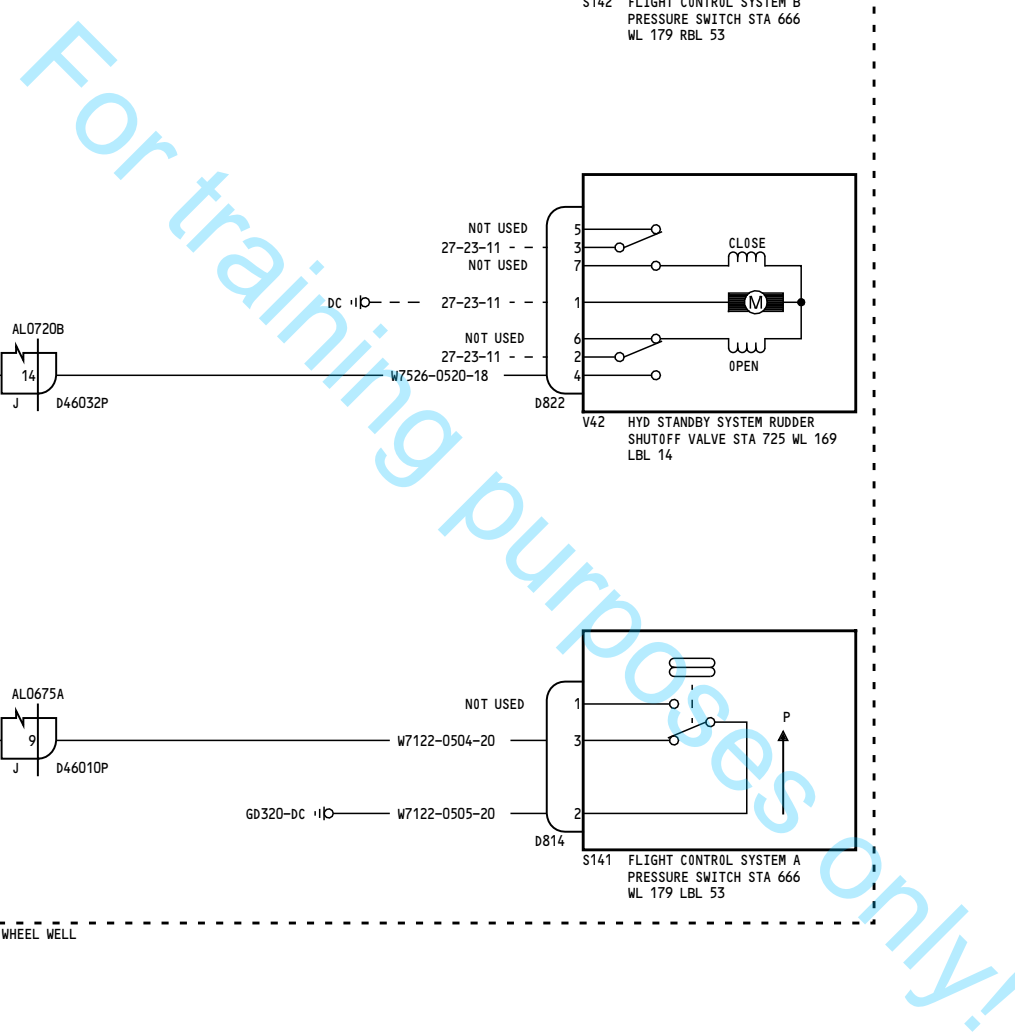 S142 FLIGHT CONTROL SYSTEM B
PRESSURE SWITCH STA 666
WL 179 RBL 53
NOT USED 5
27-23-11 3
NOT USED 7
CLOSE
DC 27-23-11 1
M
NOT USED 6
27-23-11 2
OPEN
AL0720B
14 W7526-0520-18 4
J D46032P
D822
V42 HYD STANDBY SYSTEM RUDDER
SHUTOFF VALVE STA 725 WL 169
LBL 14
AL0675A
NOT USED 1
P
9 W7122-0504-20 3
J D46010P
GD320-DC W7122-0505-20 2
D814
S141 FLIGHT CONTROL SYSTEM A
PRESSURE SWITCH STA 666
WL 179 LBL 53
WHEEL WELL
For training purposes only!